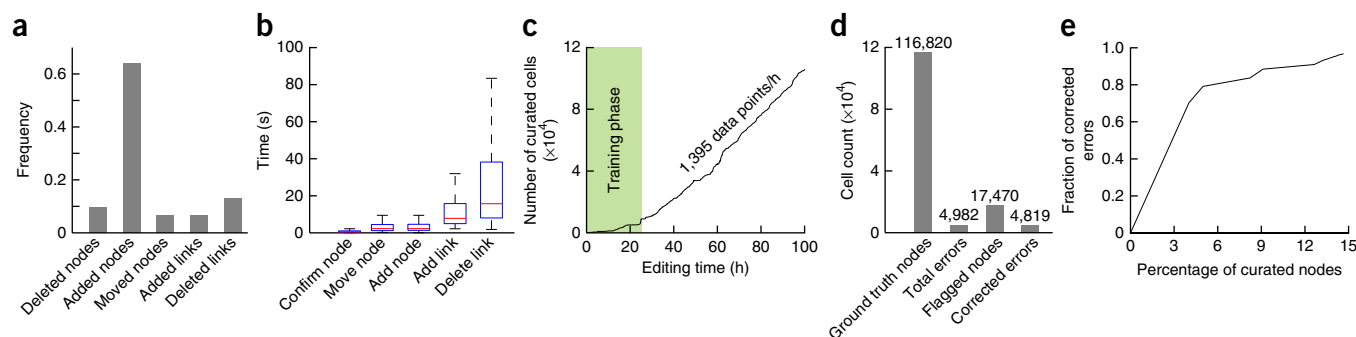 a
Frequency
0.6
0.4
0.2
0
Deleted nodes
Added nodes
Moved nodes
Added links
Deleted links
b
Time (s)
100
80
60
40
20
0
Confirm node
Move node
Add node
Add link
Delete link
c
Number of curated cells
(×10⁴)
12
8
4
0
Training phase
1,395 data points/h
0 20 40 60 80 100
Editing time (h)
d
Cell count (×10⁴)
12
8
4
0
116,820
4,982
17,470
4,819
Ground truth nodes
Total errors
Flagged nodes
Corrected errors
e
Fraction of corrected
errors
1.0
0.8
0.6
0.4
0.2
0
0 3 6 9 12 15
Percentage of curated nodes